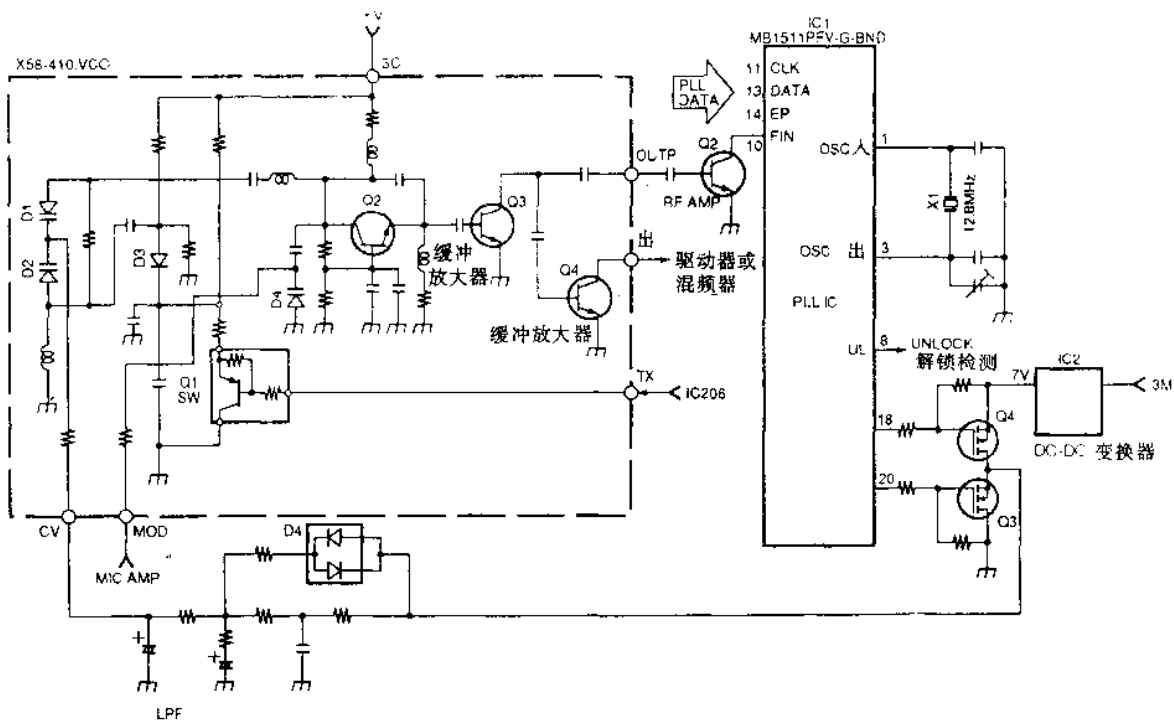 IC1
MB1511PFV-G-BND
X58-410.VCO
5C
PLL
DATA
11 CLK
13 DATA
14 EP
10 FIN
OSC 入 1
OSC 出 3
PLL IC
UL 8
UNLOCK
解锁检测
18
20
X1
12.8MHz
Q2
RF AMP
OUTP
出
驱动器或
混频器
D1
D2
D3
D4
Q2
Q3
缓冲
放大器
Q4
缓冲放大器
Q1
SW
TX
IC206
7V
IC2
3M
DC-DC 变换器
Q4
Q3
CV
MOD
MIC AMP
D4
LPF